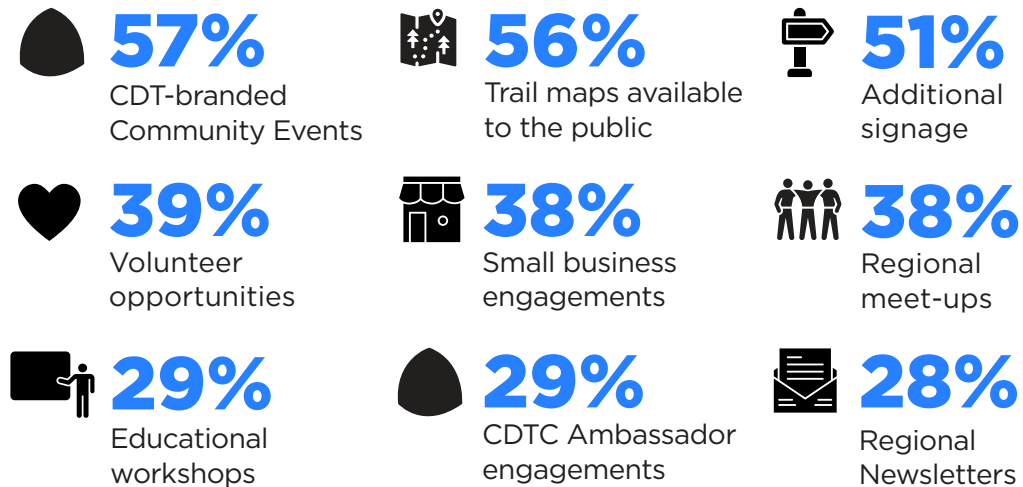 57%
CDT-branded
Community Events
56%
Trail maps available
to the public
51%
Additional
signage
39%
Volunteer
opportunities
38%
Small business
engagements
38%
Regional
meet-ups
29%
Educational
workshops
29%
CDTC Ambassador
engagements
28%
Regional
Newsletters